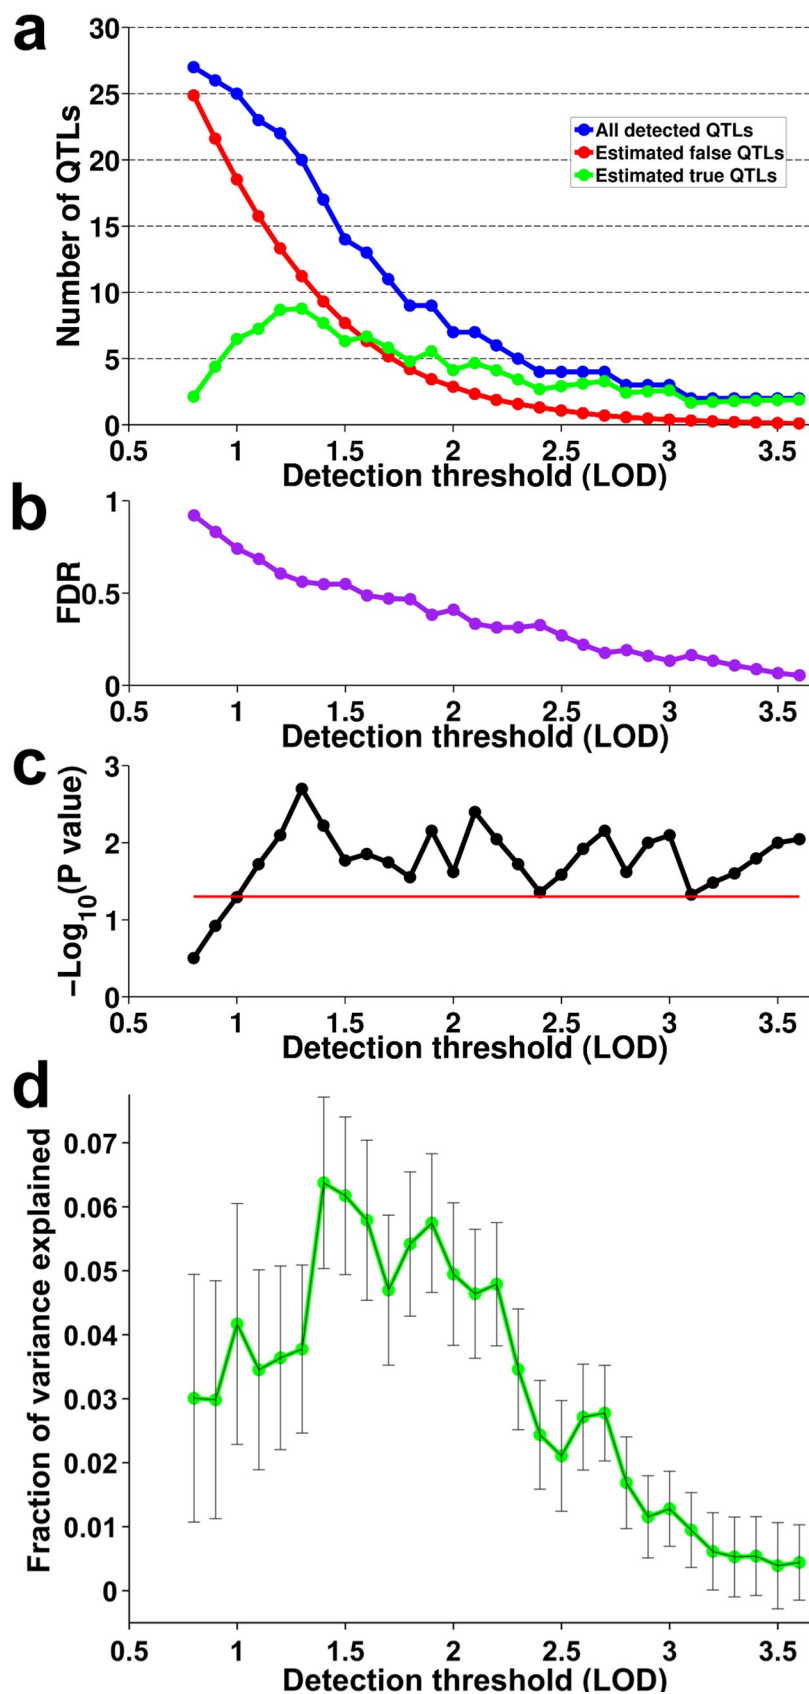 a
30
25
20
15
10
5
0
Number of QTLs
All detected QTLs
Estimated false QTLs
Estimated true QTLs
0.5 1 1.5 2 2.5 3 3.5
Detection threshold (LOD)
b
1
0.5
0
FDR
0.5 1 1.5 2 2.5 3 3.5
Detection threshold (LOD)
c
3
2
1
0
−Log10(P value)
0.5 1 1.5 2 2.5 3 3.5
Detection threshold (LOD)
d
0.07
0.06
0.05
0.04
0.03
0.02
0.01
0
Fraction of variance explained
0.5 1 1.5 2 2.5 3 3.5
Detection threshold (LOD)